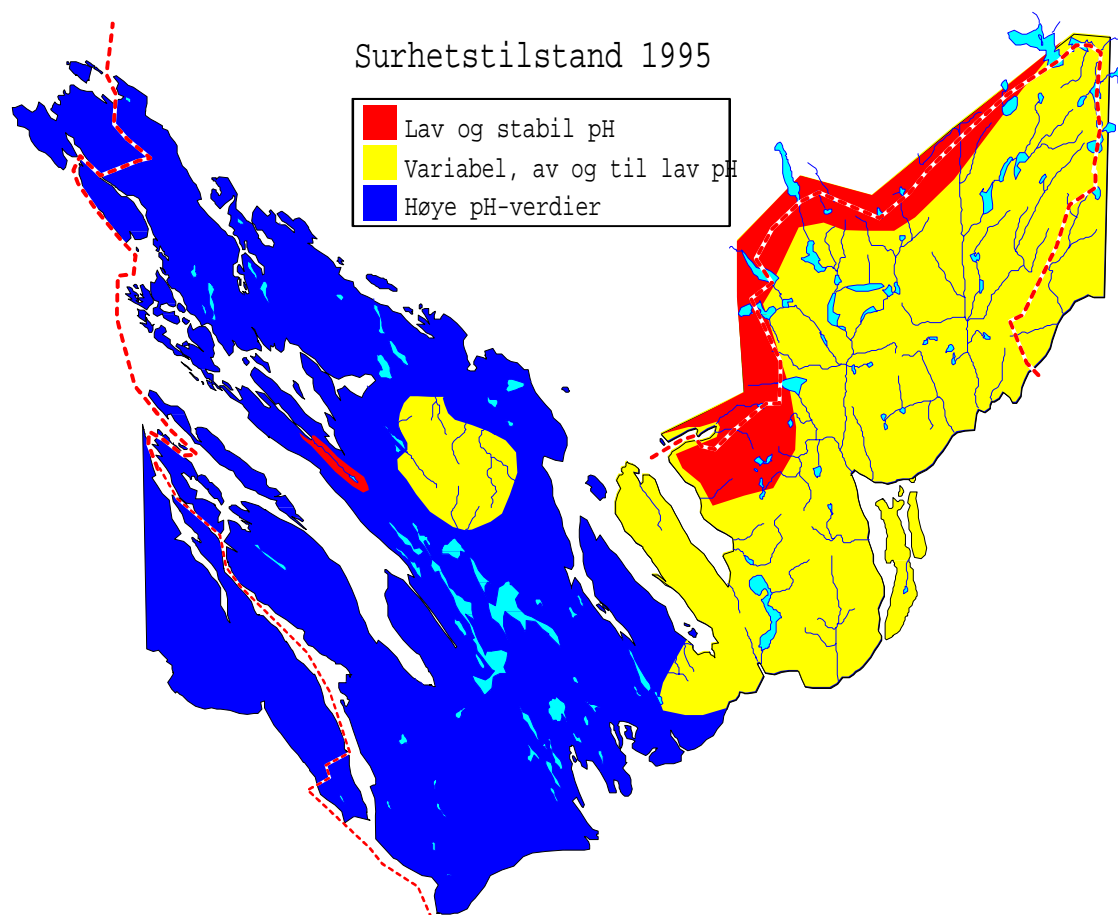 Surhetstilstand 1995
Lav og stabil pH
Variabel, av og til lav pH
Høye pH-verdier